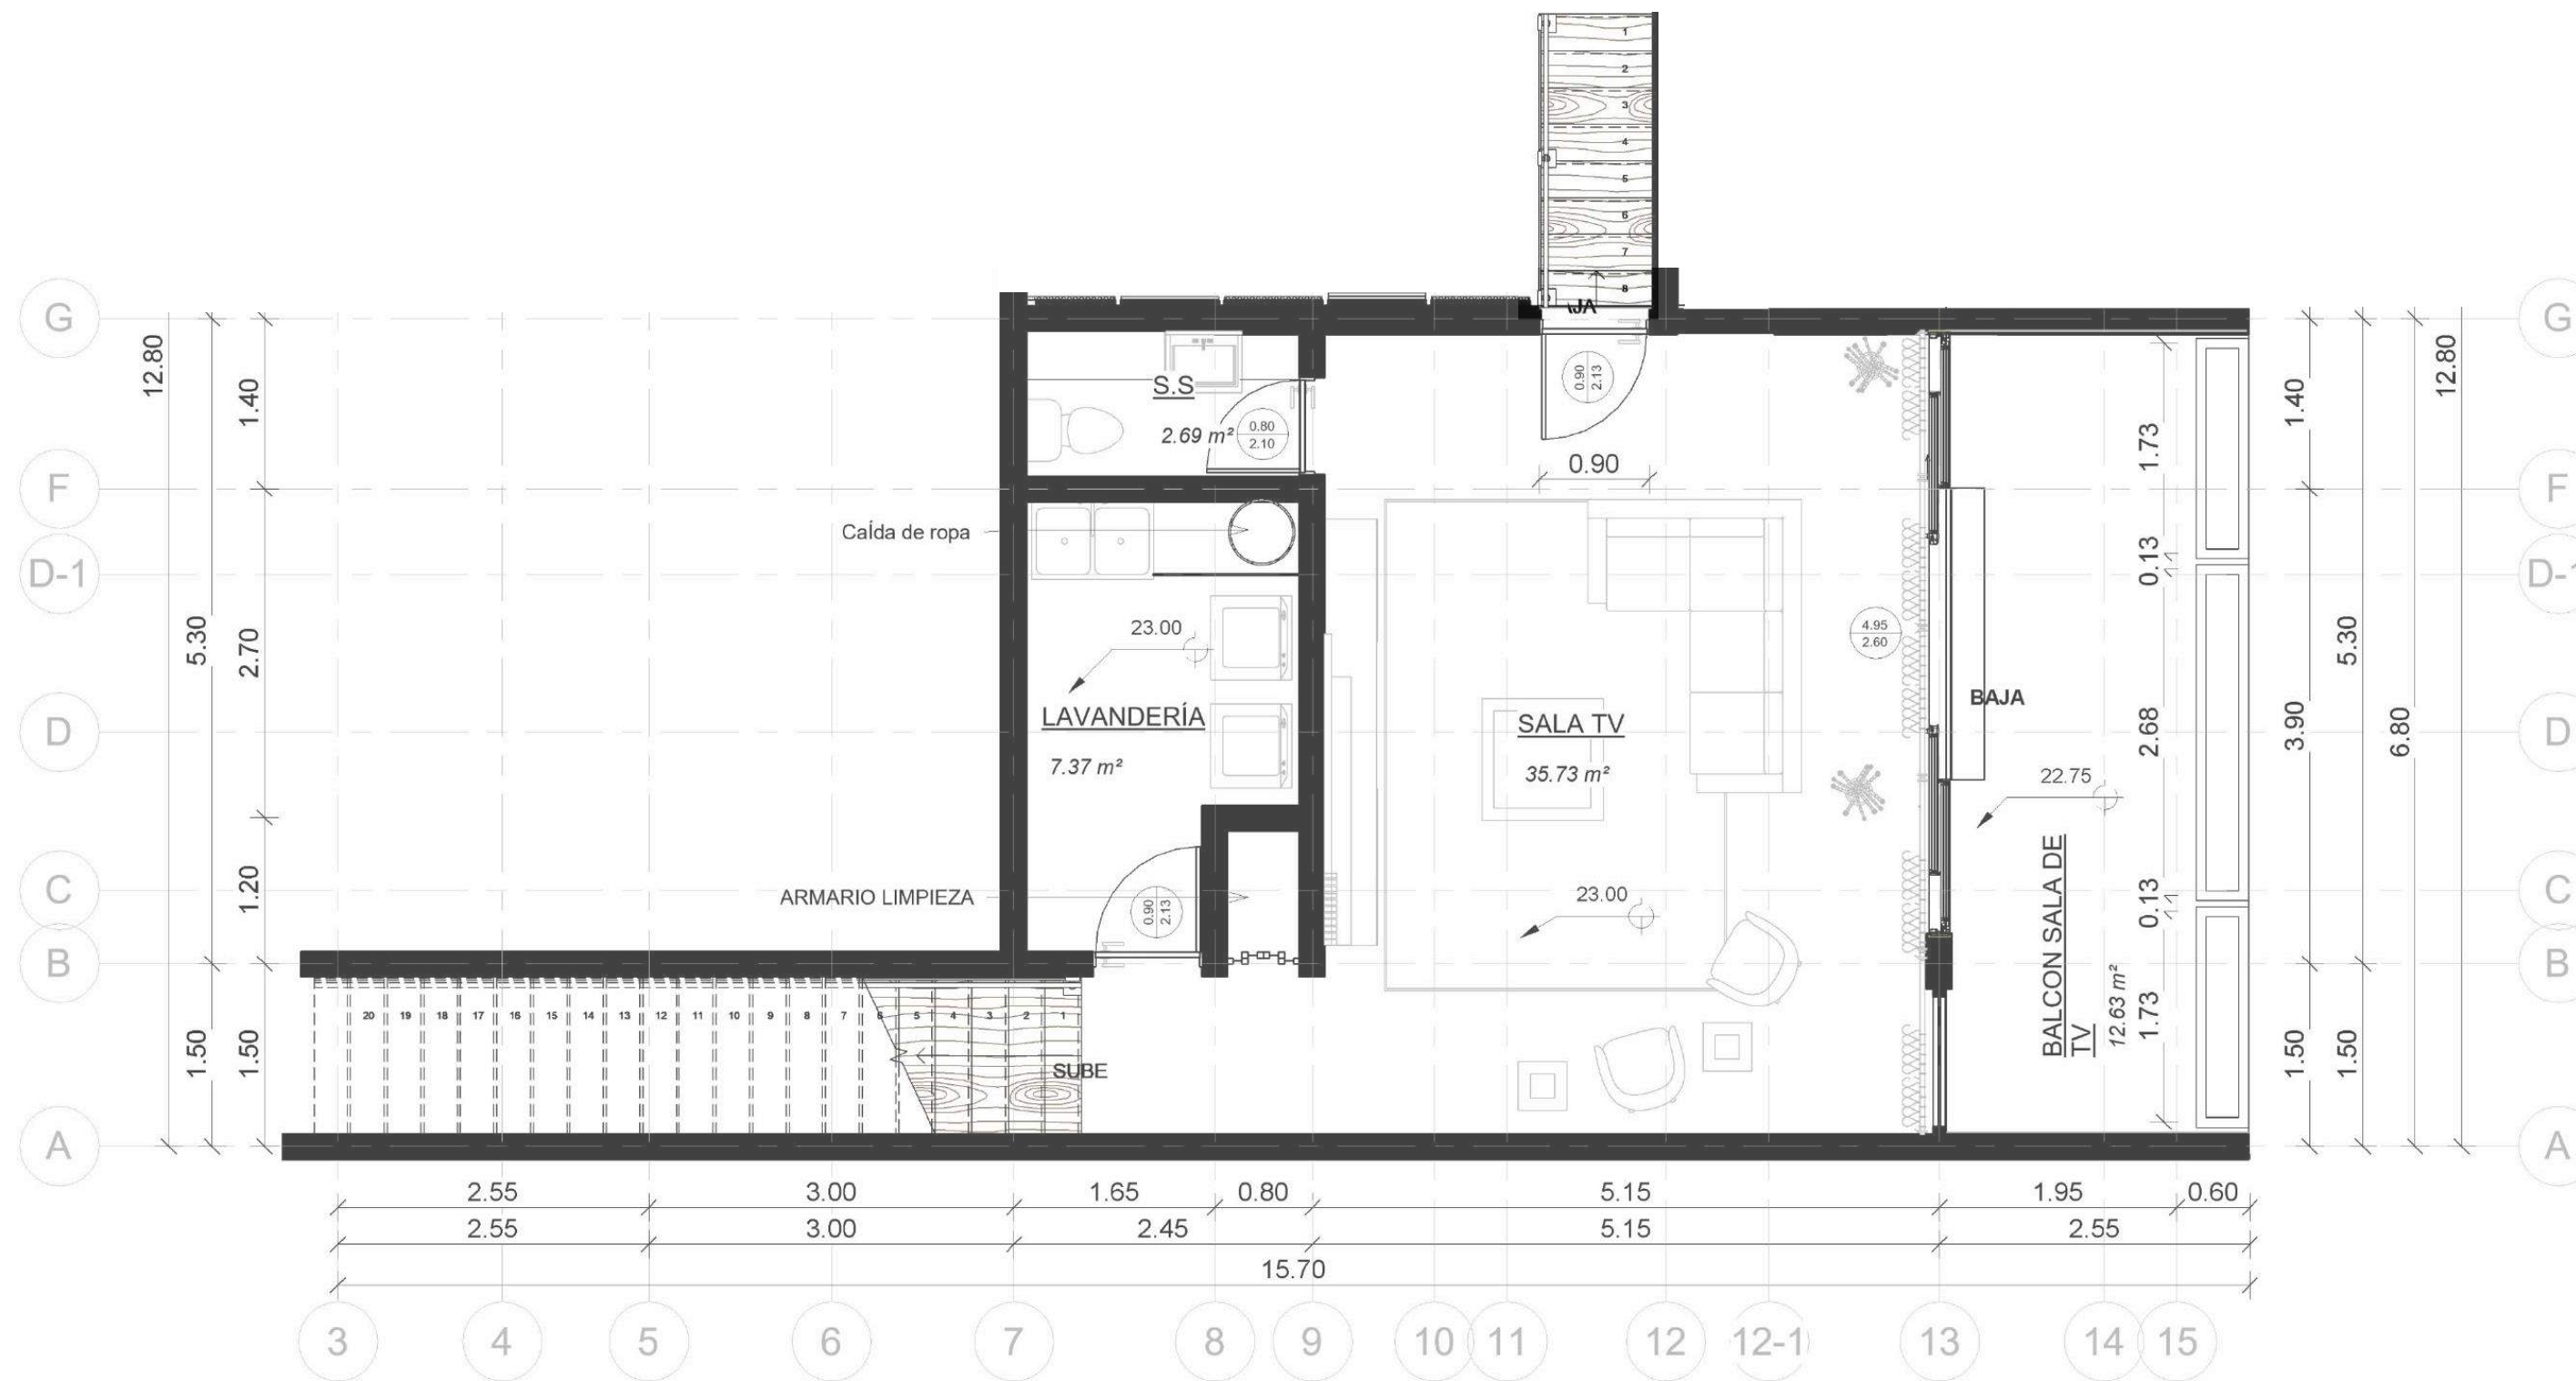 1
2
3
4
5
6
7
8
JA
G
G
12.80
1.40
S.S
2.69 m²
0.80
2.10
0.90
2.13
0.90
1.73
1.40
12.80
F
F
Caída de ropa
D-1
D-1
0.13
5.30
2.70
23.00
4.95
2.60
5.30
LAVANDERÍA
7.37 m²
SALA TV
35.73 m²
BAJA
22.75
2.68
3.90
6.80
D
D
C
C
1.20
ARMARIO LIMPIEZA
0.90
2.13
23.00
0.13
BALCON SALA DE
TV
12.63 m²
B
B
20 19 18 17 16 15 14 13 12 11 10 9 8 7 6 5 4 3 2 1
SUBE
1.50
1.50
1.73
1.50
1.50
A
A
2.55 3.00 1.65 0.80 5.15 1.95 0.60
2.55 3.00 2.45 5.15 2.55
15.70
3 4 5 6 7 8 9 10 11 12 12-1 13 14 15